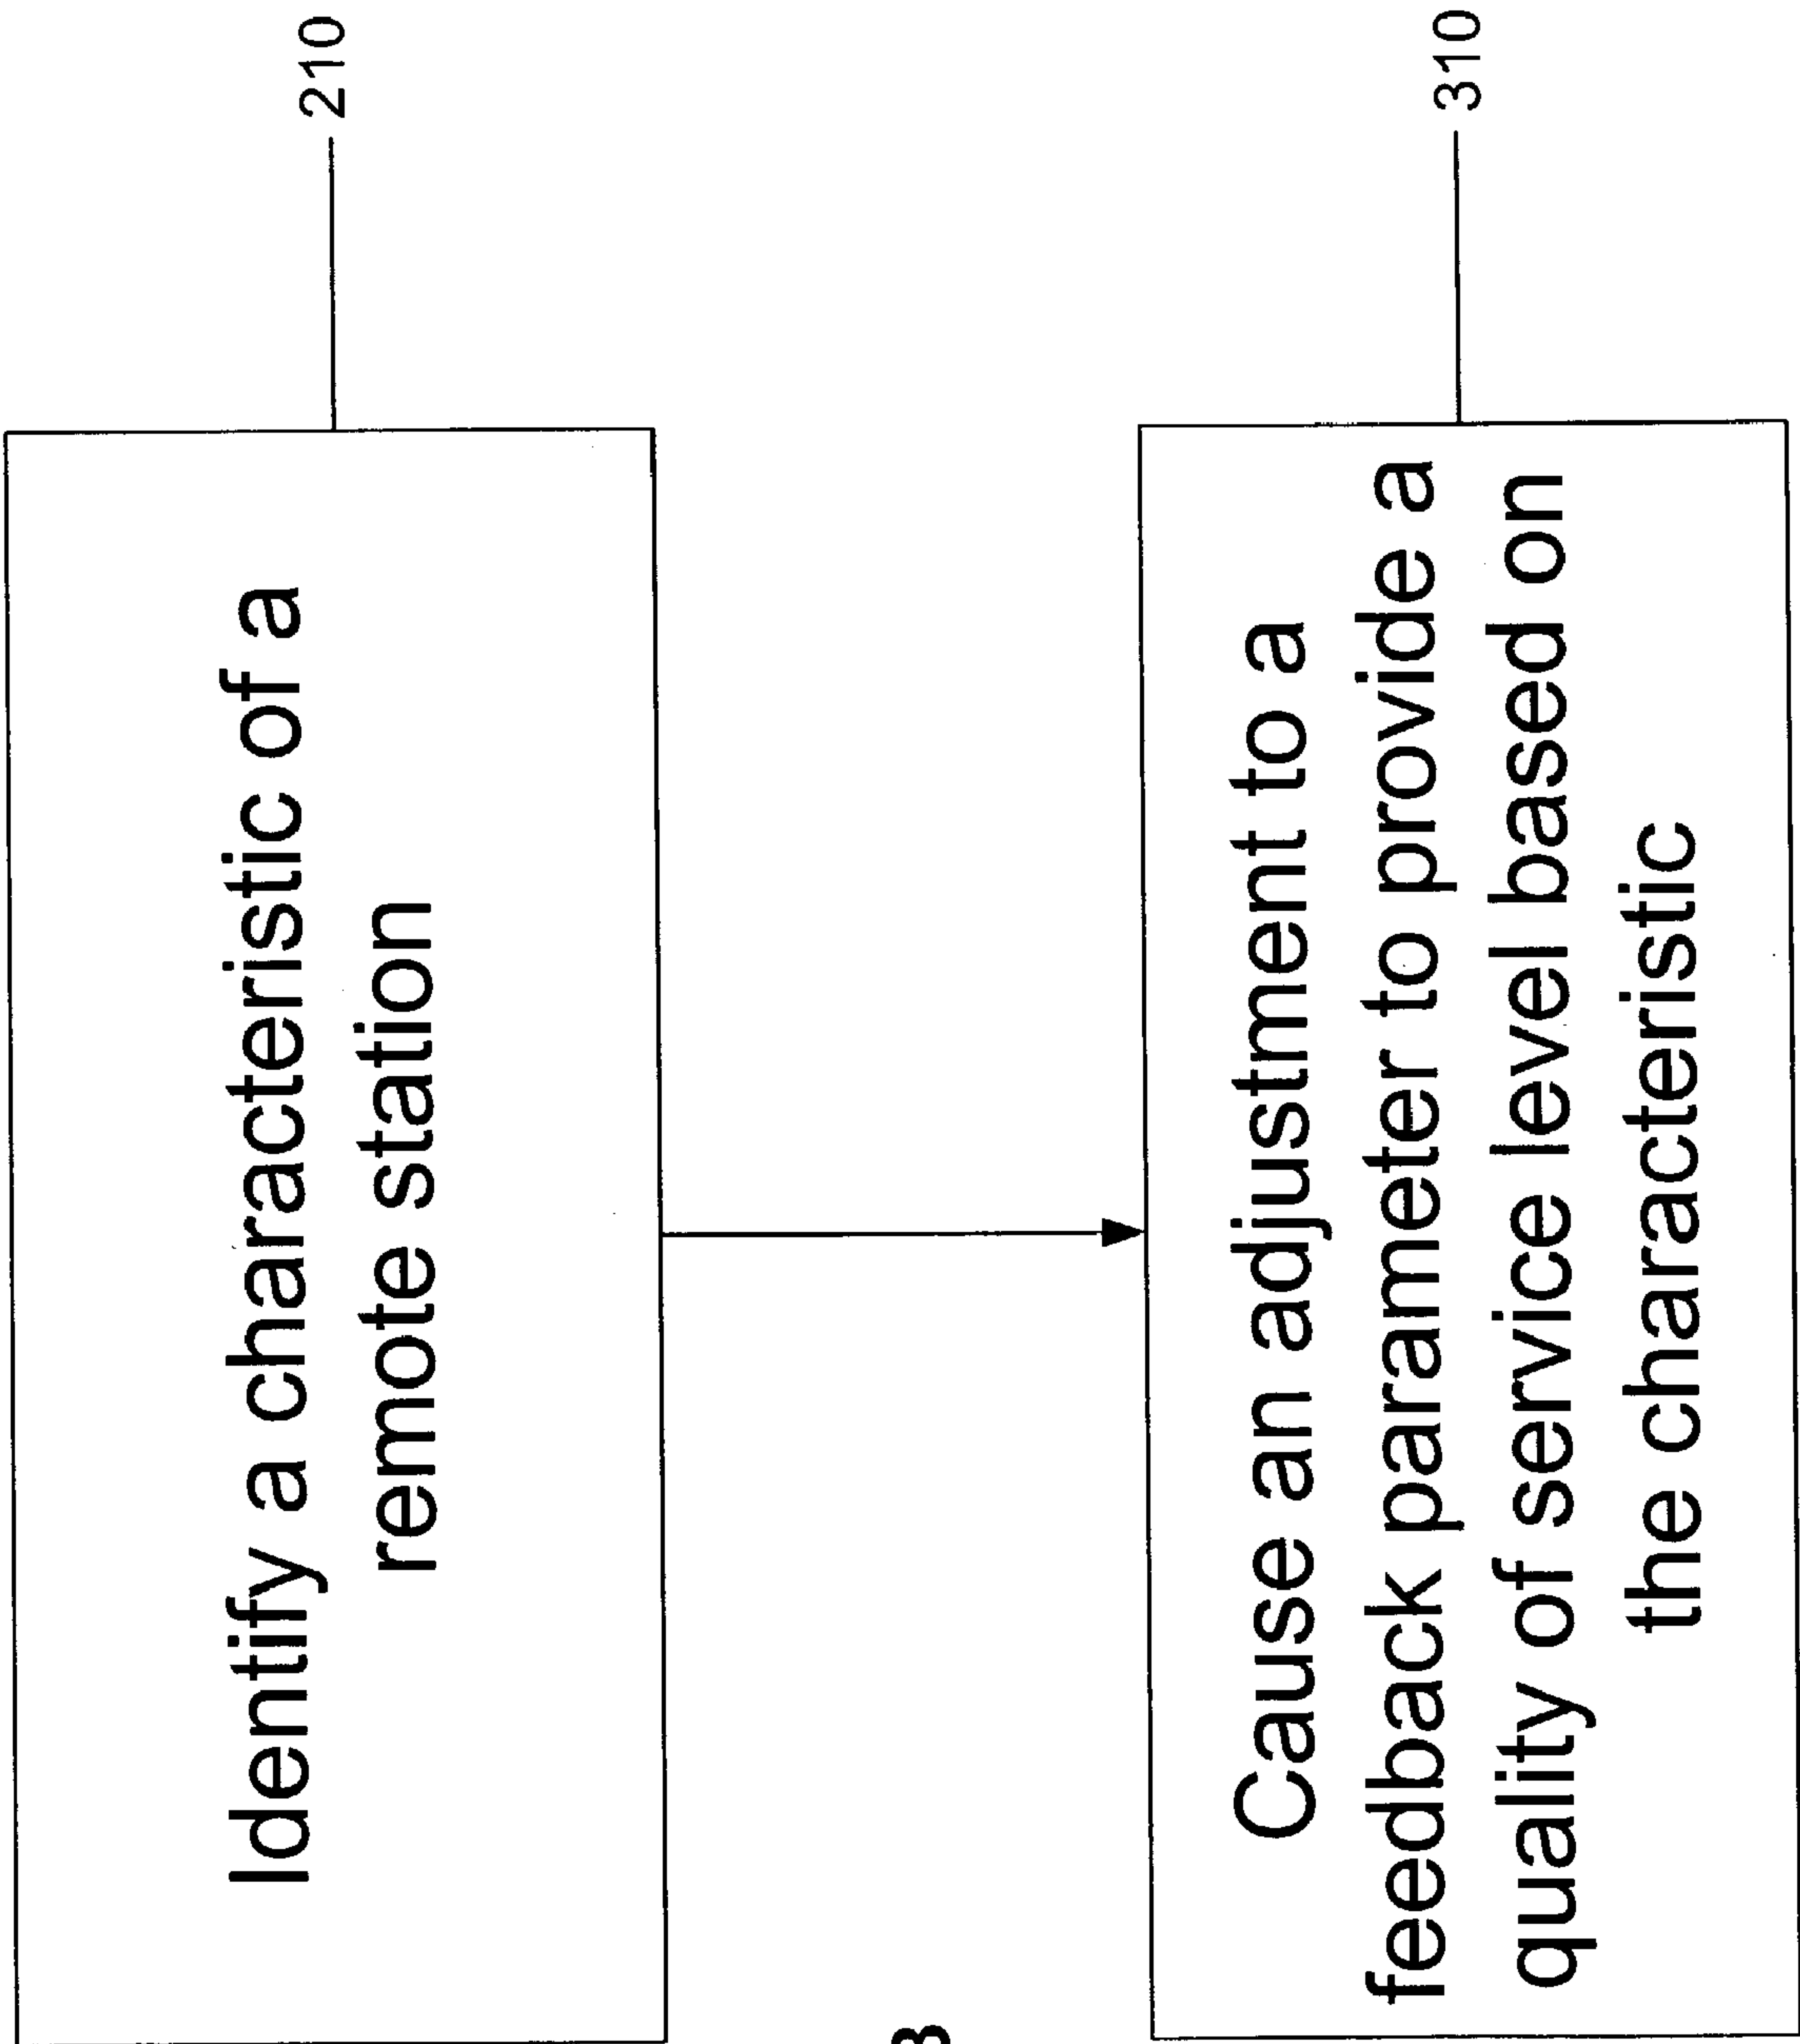 Identify a characteristic of a
remote station
210
Cause an adjustment to a
feedback parameter to provide a
quality of service level based on
the characteristic
310